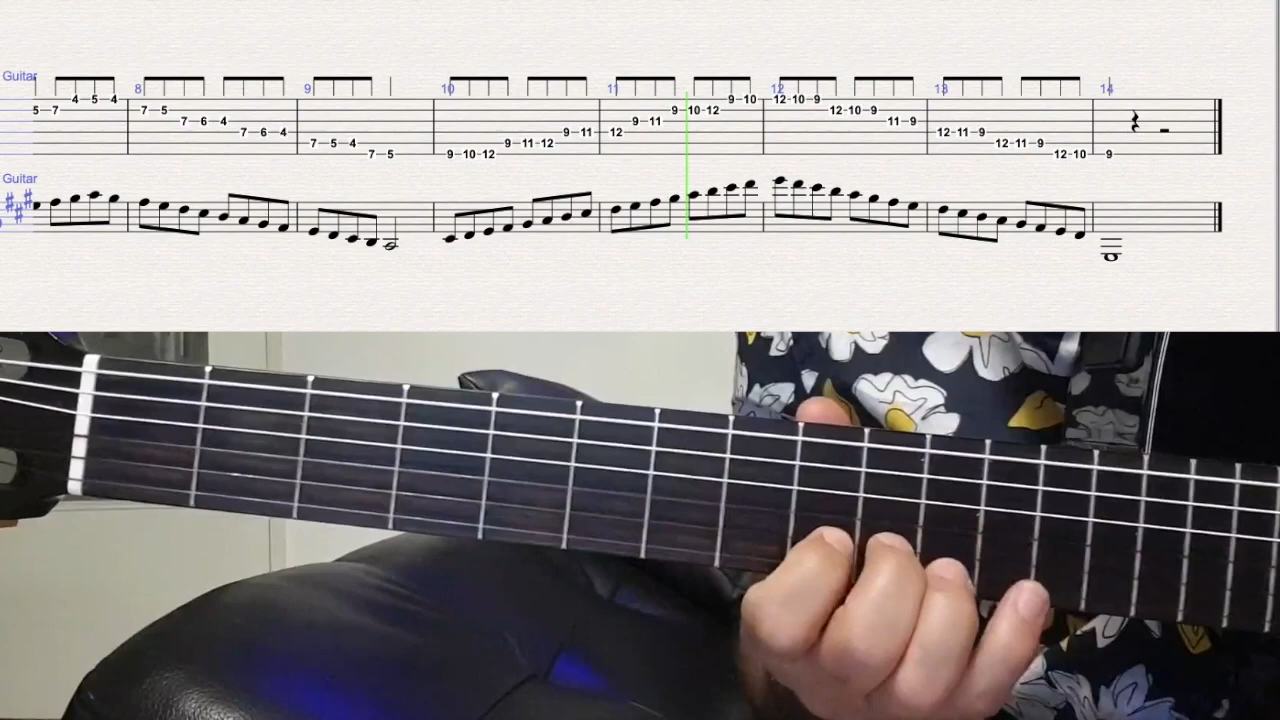 Guitar
8 9 10 11 12 13 14
4 5 4 9 10 12 10 9
5 7 7 5 9 10 12 12 10 9
7 6 4 9 11 11 9
7 6 4 9 11 12 12 11 9
7 5 4 9 11 12 12 11 9
7 5 9 10 12 12 10 9
Guitar